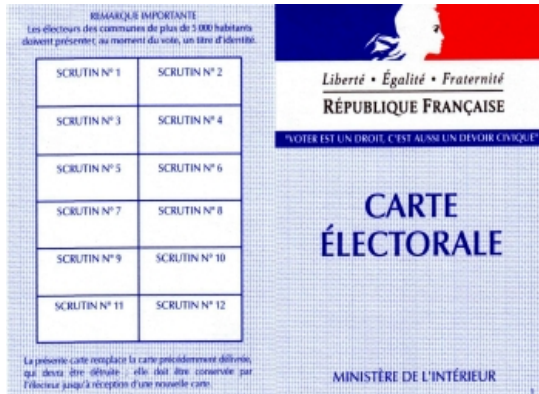 REMARQUE IMPORTANTE
Les électeurs des communes de plus de 5 000 habitants
doivent présenter, au moment du vote, un titre d'identité.
SCRUTIN N° 1 SCRUTIN N° 2
SCRUTIN N° 3 SCRUTIN N° 4
SCRUTIN N° 5 SCRUTIN N° 6
SCRUTIN N° 7 SCRUTIN N° 8
SCRUTIN N° 9 SCRUTIN N° 10
SCRUTIN N° 11 SCRUTIN N° 12
La présente carte remplace la carte précédemment délivrée,
qui devra être détruite ; elle doit être conservée par
l'électeur jusqu'à réception d'une nouvelle carte.
Liberté • Égalité • Fraternité
RÉPUBLIQUE FRANÇAISE
"VOTER EST UN DROIT, C'EST AUSSI UN DEVOIR CIVIQUE"
CARTE
ÉLECTORALE
MINISTÈRE DE L'INTÉRIEUR